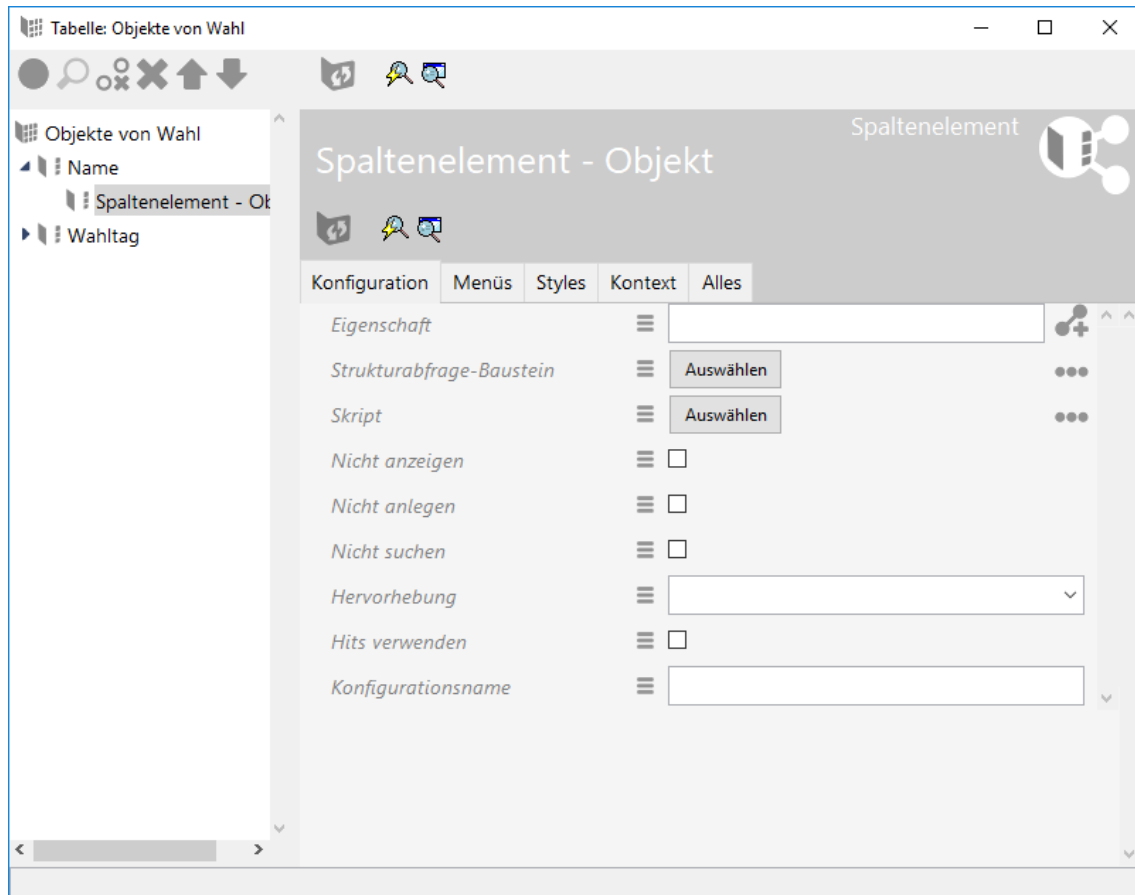 Tabelle: Objekte von Wahl
Objekte von Wahl
Name
Spaltenelement - Ob
Wahltag
Spaltenelement
Spaltenelement - Objekt
Konfiguration Menüs Styles Kontext Alles
Eigenschaft
Strukturabfrage-Baustein Auswählen
Skript Auswählen
Nicht anzeigen
Nicht anlegen
Nicht suchen
Hervorhebung
Hits verwenden
Konfigurationsname